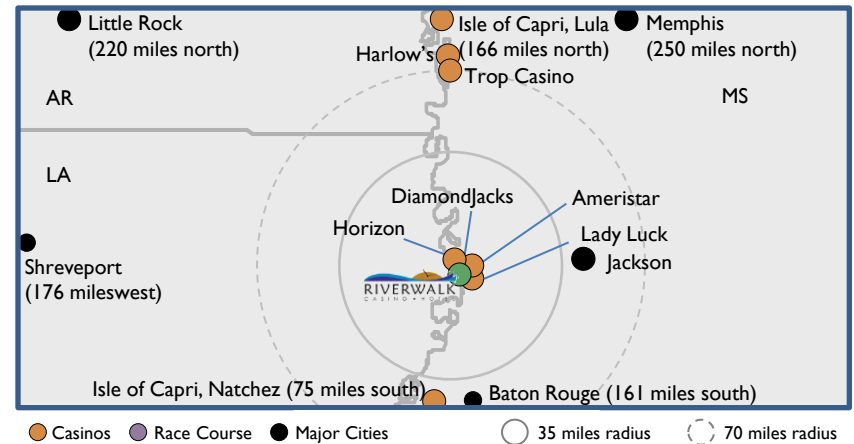 Little Rock
(220 miles north)
Isle of Capri, Lula
(166 miles north)
Memphis
(250 miles north)
Harlow's
Trop Casino
AR
MS
LA
DiamondJacks
Ameristar
Horizon
Lady Luck
Jackson
Shreveport
(176 mileswest)
RIVERWALK
CASINO • HOTEL
Isle of Capri, Natchez (75 miles south)
Baton Rouge (161 miles south)
Casinos
Race Course
Major Cities
35 miles radius
70 miles radius